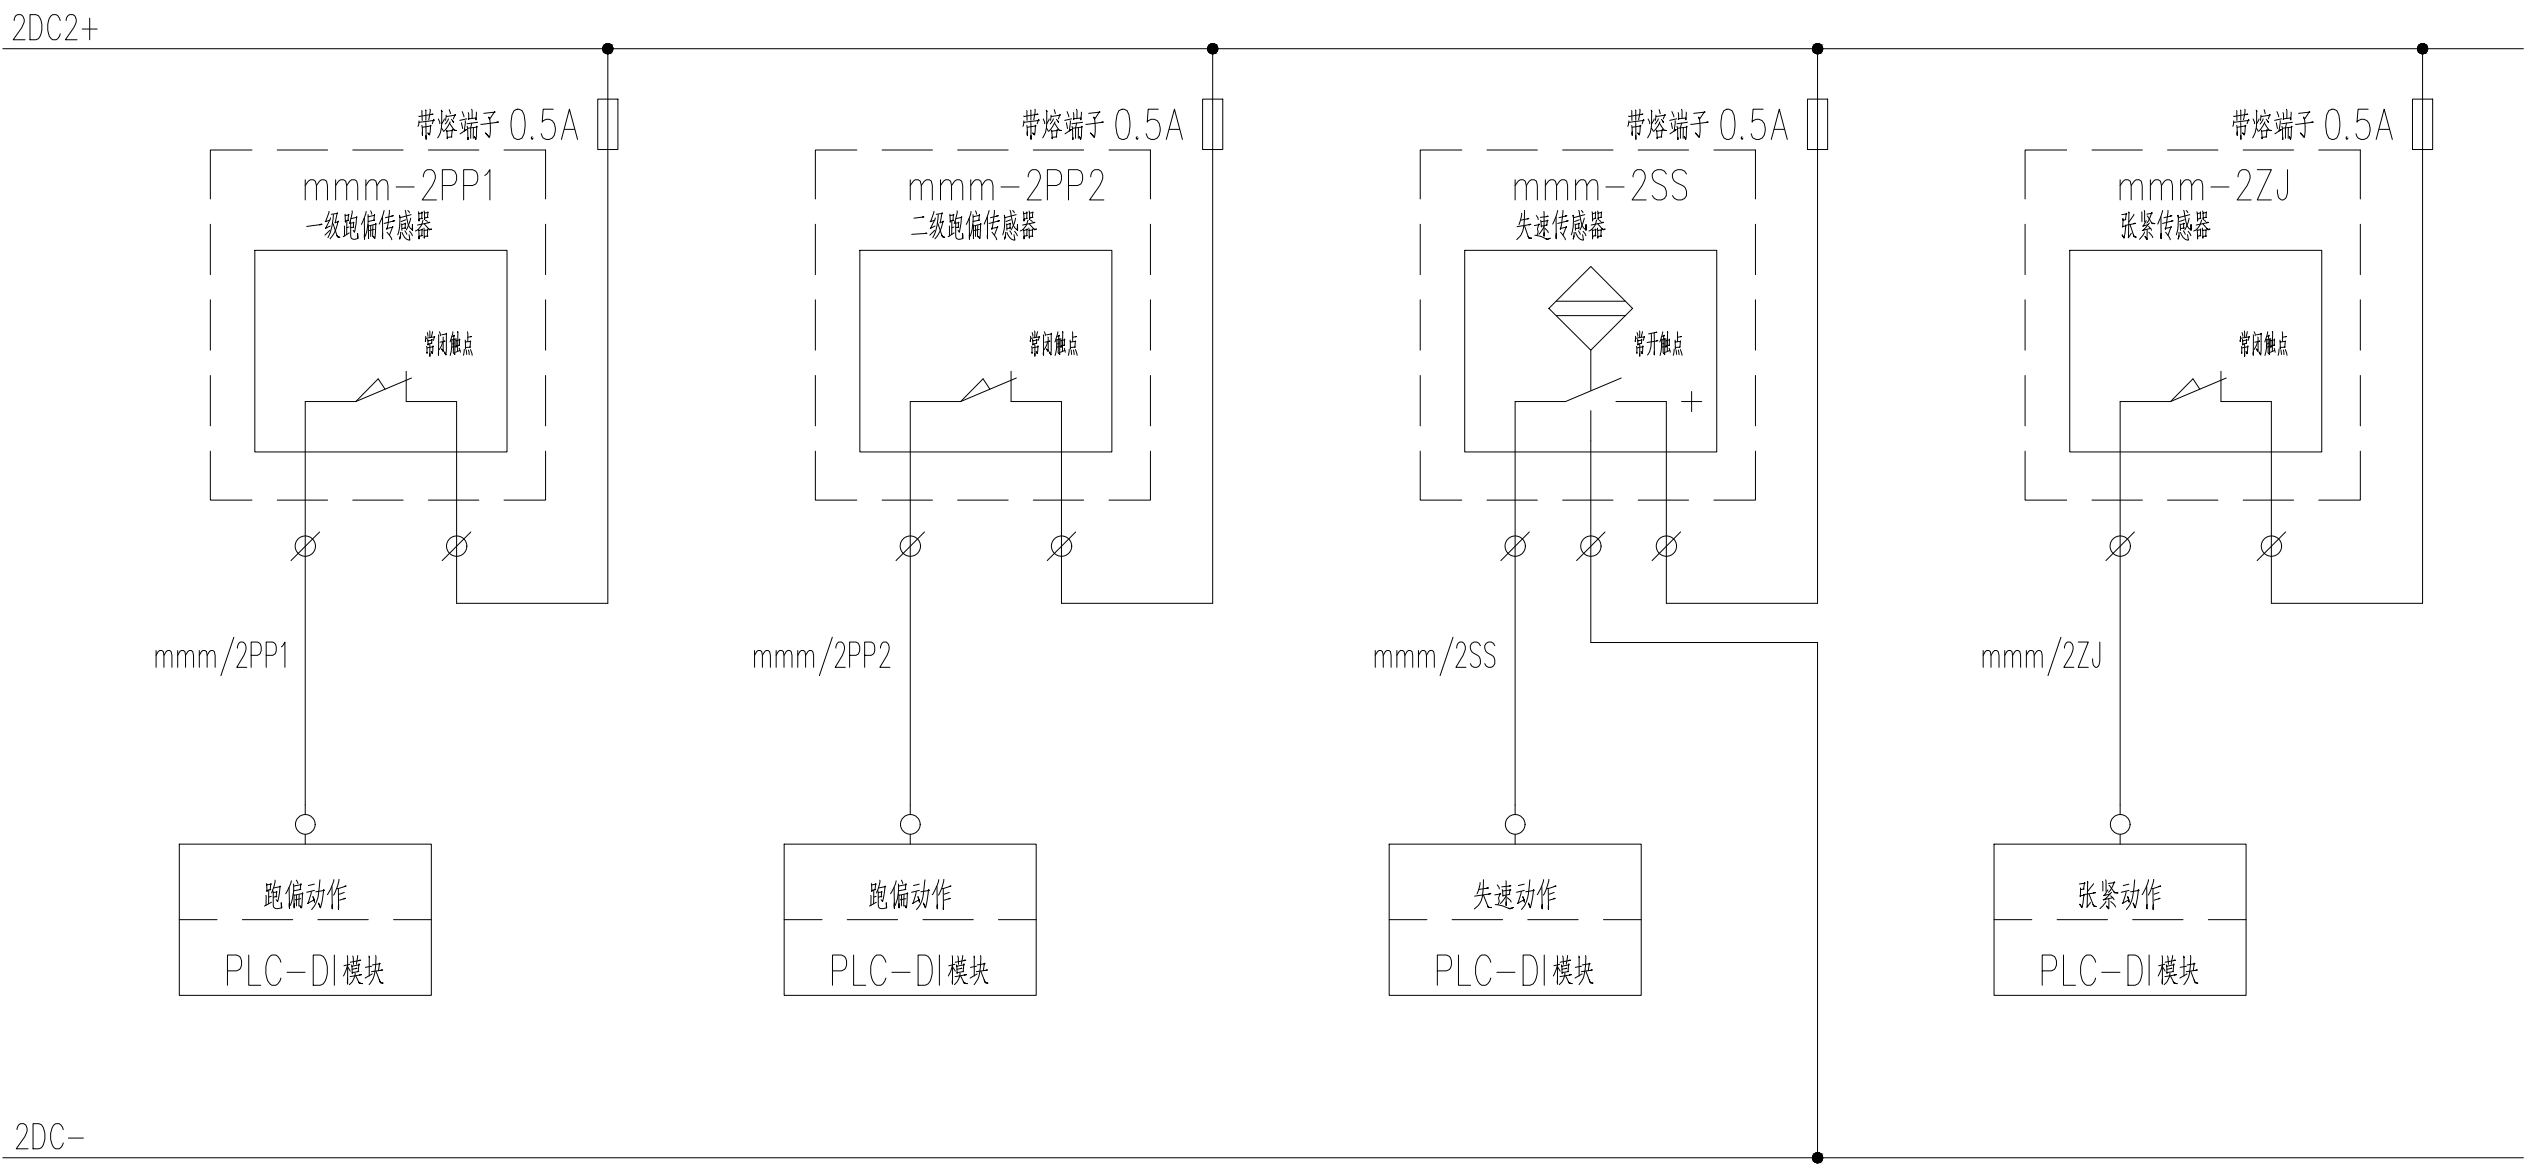 2DC2+
带熔端子 0.5A
带熔端子 0.5A
带熔端子 0.5A
带熔端子 0.5A
mmm-2PP1
一级跑偏传感器
常闭触点
mmm-2PP2
二级跑偏传感器
常闭触点
mmm-2SS
失速传感器
常开触点
+
mmm-2ZJ
张紧传感器
常闭触点
mmm/2PP1
mmm/2PP2
mmm/2SS
mmm/2ZJ
跑偏动作
PLC-DI模块
跑偏动作
PLC-DI模块
失速动作
PLC-DI模块
张紧动作
PLC-DI模块
2DC-